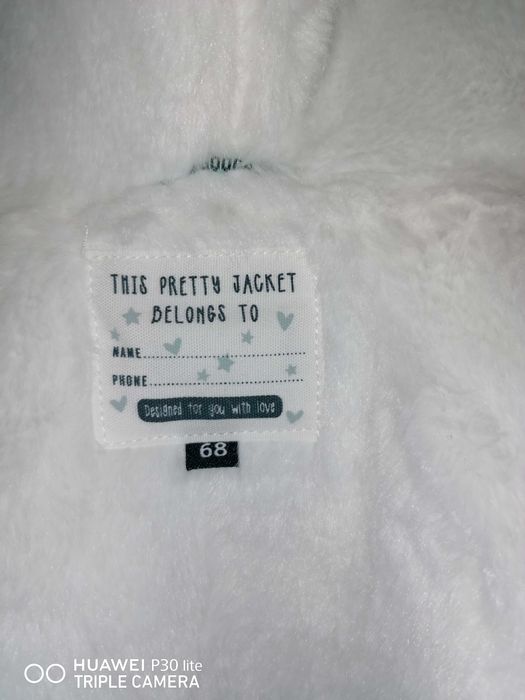 THIS PRETTY JACKET
BELONGS TO
NAME
PHONE
Designed for you with love
68
HUAWEI P30 lite
TRIPLE CAMERA